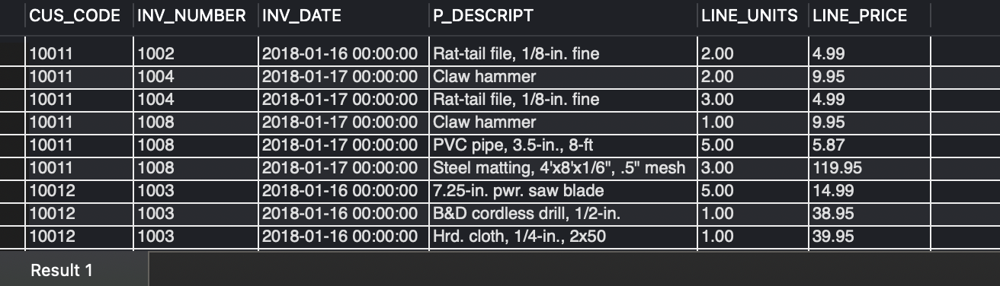 CUS_CODE INV_NUMBER INV_DATE P_DESCRIPT LINE_UNITS LINE_PRICE
10011 1002 2018-01-16 00:00:00 Rat-tail file, 1/8-in. fine 2.00 4.99
10011 1004 2018-01-17 00:00:00 Claw hammer 2.00 9.95
10011 1004 2018-01-17 00:00:00 Rat-tail file, 1/8-in. fine 3.00 4.99
10011 1008 2018-01-17 00:00:00 Claw hammer 1.00 9.95
10011 1008 2018-01-17 00:00:00 PVC pipe, 3.5-in., 8-ft 5.00 5.87
10011 1008 2018-01-17 00:00:00 Steel matting, 4'x8'x1/6", .5" mesh 3.00 119.95
10012 1003 2018-01-16 00:00:00 7.25-in. pwr. saw blade 5.00 14.99
10012 1003 2018-01-16 00:00:00 B&D cordless drill, 1/2-in. 1.00 38.95
10012 1003 2018-01-16 00:00:00 Hrd. cloth, 1/4-in., 2x50 1.00 39.95
Result 1